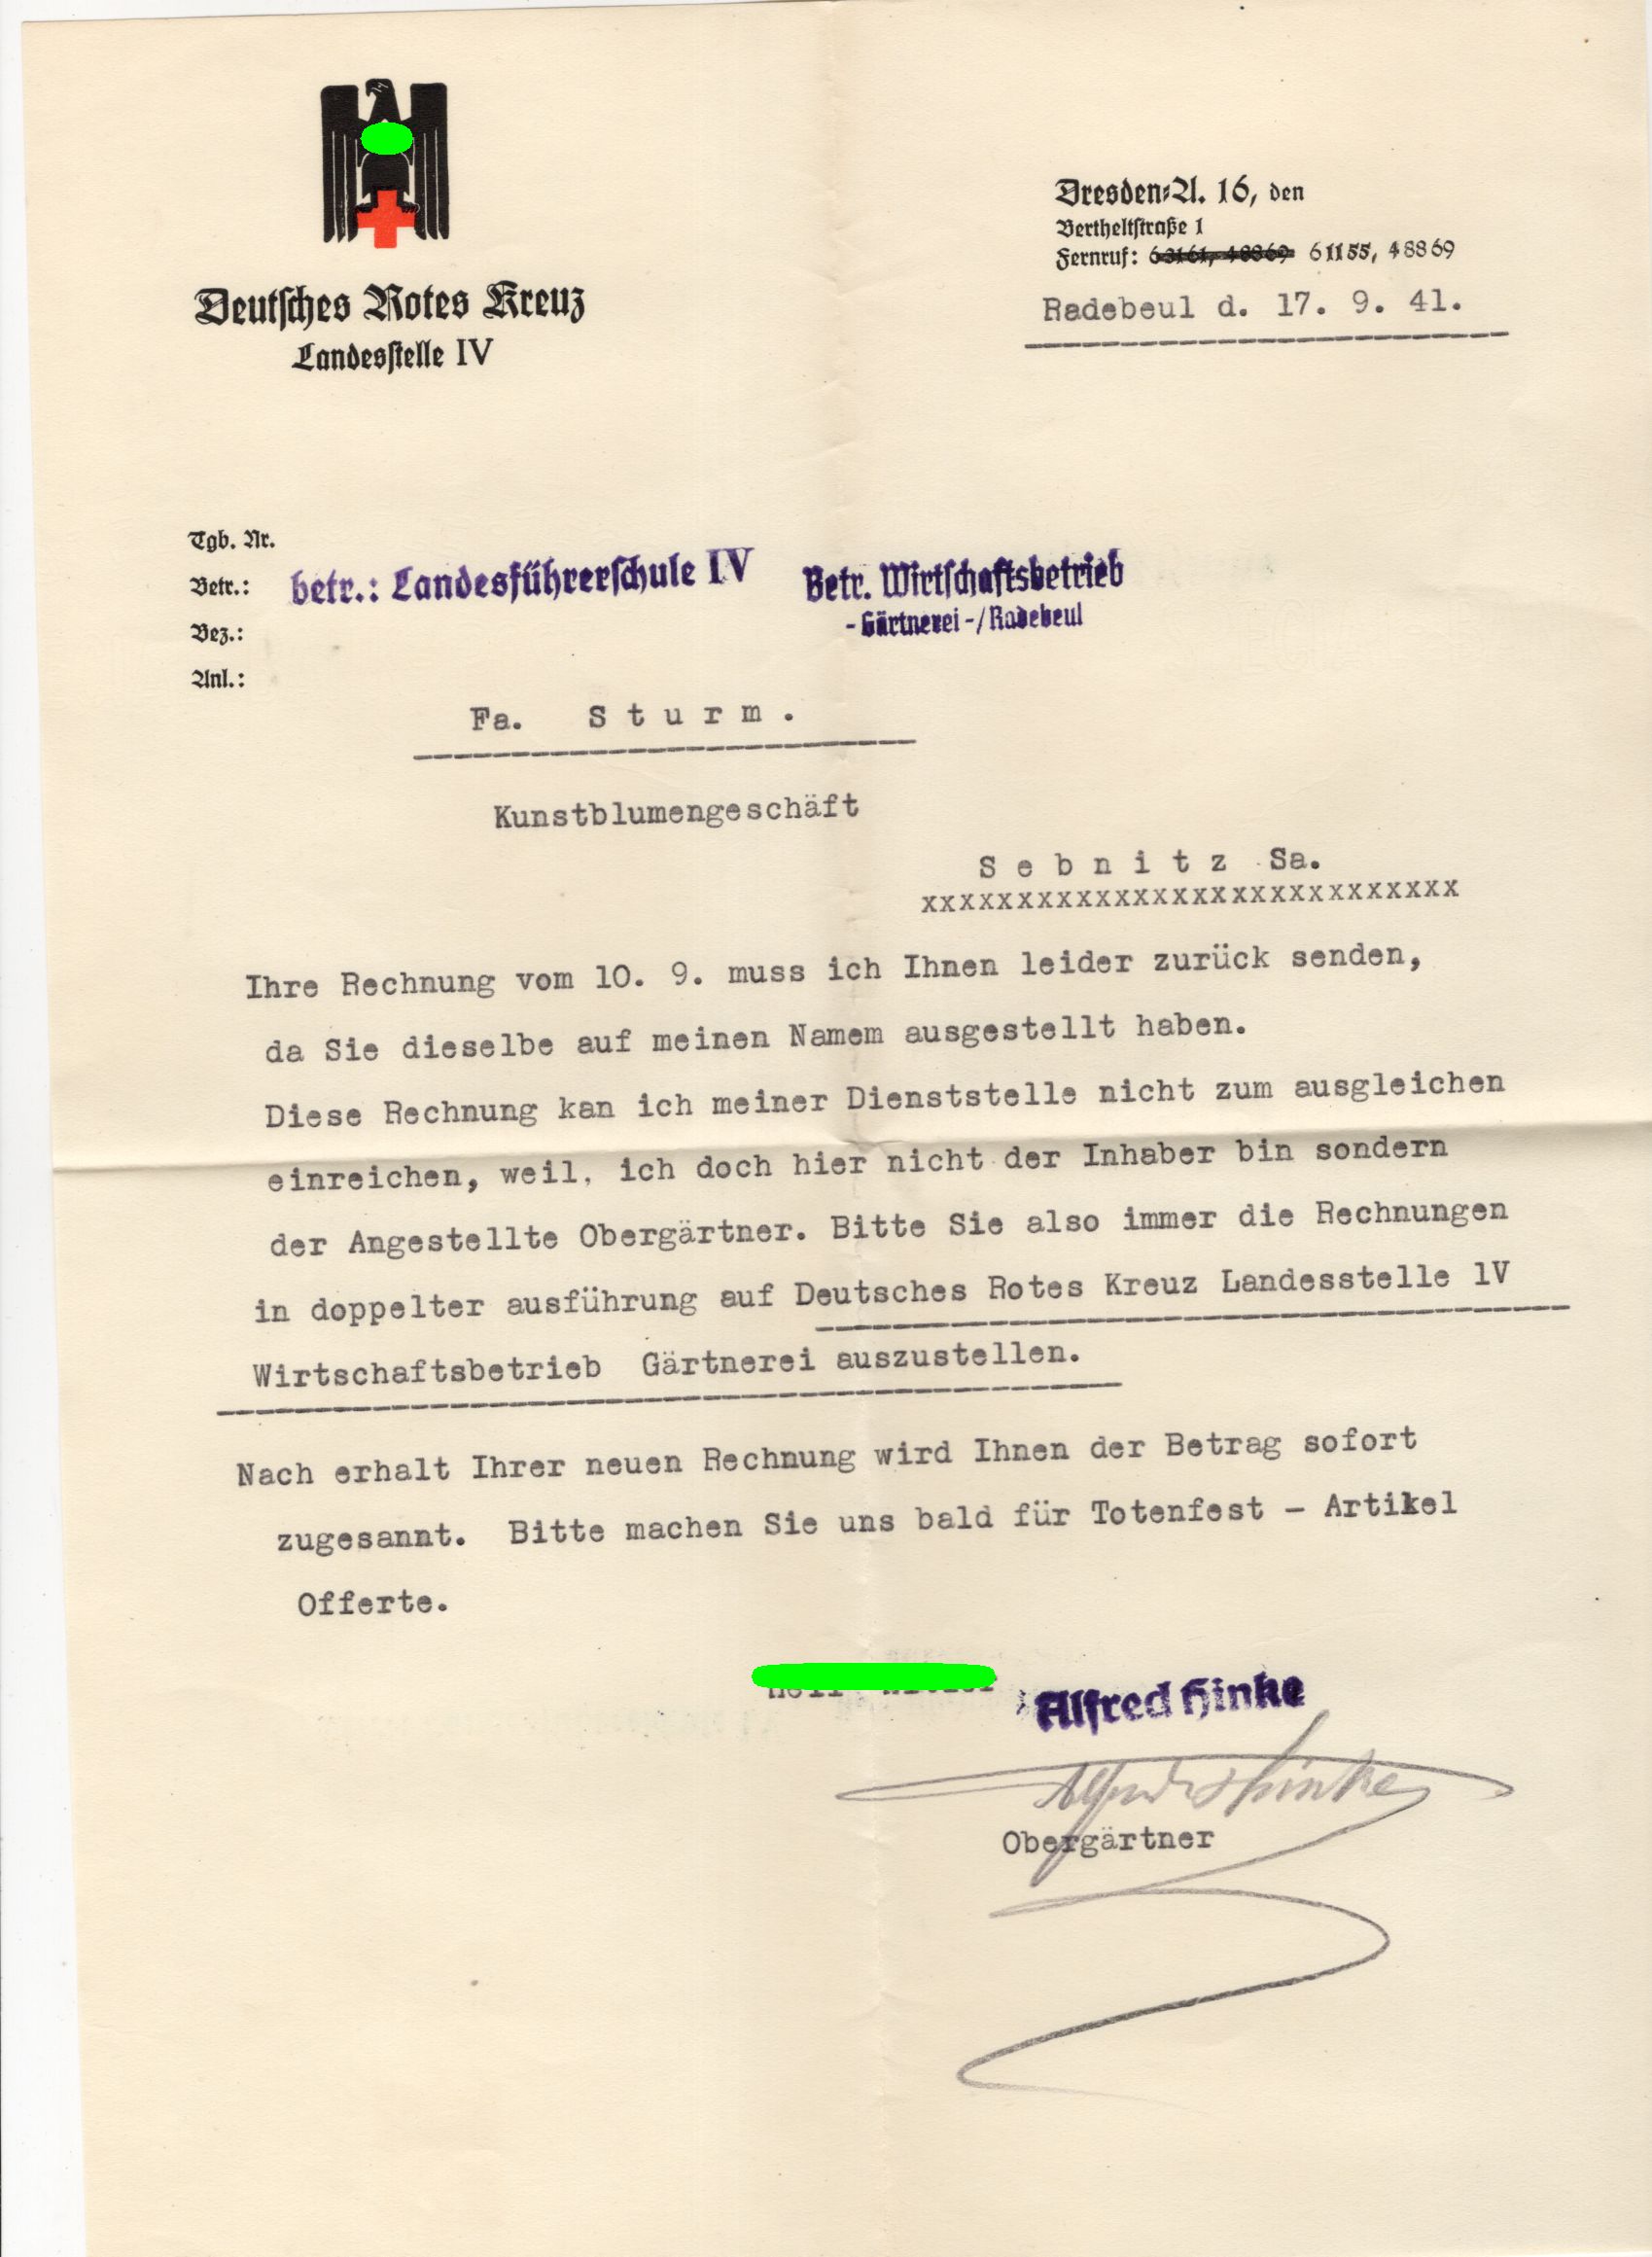 Deutsches Rotes Kreuz
Landesstelle IV
Dresden-A. 16, den
Bertheltstraße 1
Fernruf: 63161, 48869 61155, 48869
Radebeul d. 17. 9. 41.
Tgb. Nr.
Betr.: betr.: Landesführerschule IV
Betr. Wirtschaftsbetrieb
- Gärtnerei -/Radebeul
Bez.:
Anl.:
Fa. Sturm.
Kunstblumengeschäft
Sebnitz Sa.
xxxxxxxxxxxxxxxxxxxxxxxxxxxx
Ihre Rechnung vom 10. 9. muss ich Ihnen leider zurück senden,
da Sie dieselbe auf meinen Namem ausgestellt haben.
Diese Rechnung kan ich meiner Dienststelle nicht zum ausgleichen
einreichen, weil, ich doch hier nicht der Inhaber bin sondern
der Angestellte Obergärtner. Bitte Sie also immer die Rechnungen
in doppelter ausführung auf Deutsches Rotes Kreuz Landesstelle 1V
Wirtschaftsbetrieb Gärtnerei auszustellen.
Nach erhalt Ihrer neuen Rechnung wird Ihnen der Betrag sofort
zugesannt. Bitte machen Sie uns bald für Totenfest - Artikel
Offerte.
Alfred Hinke
Alfred Hinke
Obergärtner